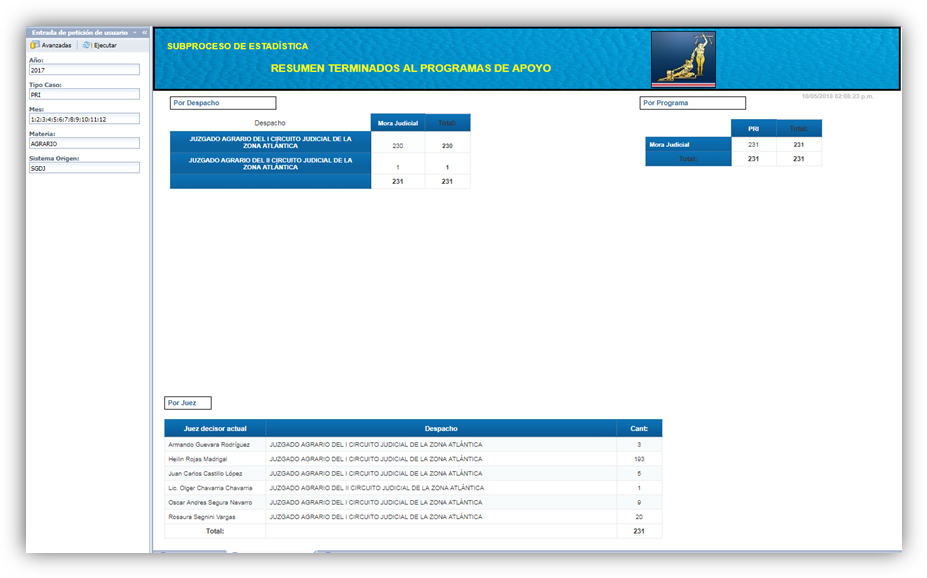 Entrada de petición de usuario
Avanzadas Ejecutar
Año:
2017
Tipo Caso:
PRI
Mes:
1;2;3;4;5;6;7;8;9;10;11;12
Materia:
AGRARIO
Sistema Origen:
SGDJ
SUBPROCESO DE ESTADÍSTICA
RESUMEN TERMINADOS AL PROGRAMAS DE APOYO
10/05/2018 02:08:23 p.m.
Por Despacho
Despacho Mora Judicial Total:
JUZGADO AGRARIO DEL I CIRCUITO JUDICIAL DE LA
ZONA ATLÁNTICA 230 230
JUZGADO AGRARIO DEL II CIRCUITO JUDICIAL DE LA
ZONA ATLÁNTICA 1 1
231 231
Por Programa
PRI Total:
Mora Judicial 231 231
Total: 231 231
Por Juez
Juez decisor actual Despacho Cant:
Armando Guevara Rodríguez JUZGADO AGRARIO DEL I CIRCUITO JUDICIAL DE LA ZONA ATLÁNTICA 3
Heilin Rojas Madrigal JUZGADO AGRARIO DEL I CIRCUITO JUDICIAL DE LA ZONA ATLÁNTICA 193
Juan Carlos Castillo López JUZGADO AGRARIO DEL I CIRCUITO JUDICIAL DE LA ZONA ATLÁNTICA 5
Lic. Olger Chavarria Chavarria JUZGADO AGRARIO DEL II CIRCUITO JUDICIAL DE LA ZONA ATLÁNTICA 1
Oscar Andres Segura Navarro JUZGADO AGRARIO DEL I CIRCUITO JUDICIAL DE LA ZONA ATLÁNTICA 9
Rosaura Segnini Vargas JUZGADO AGRARIO DEL I CIRCUITO JUDICIAL DE LA ZONA ATLÁNTICA 20
Total: 231